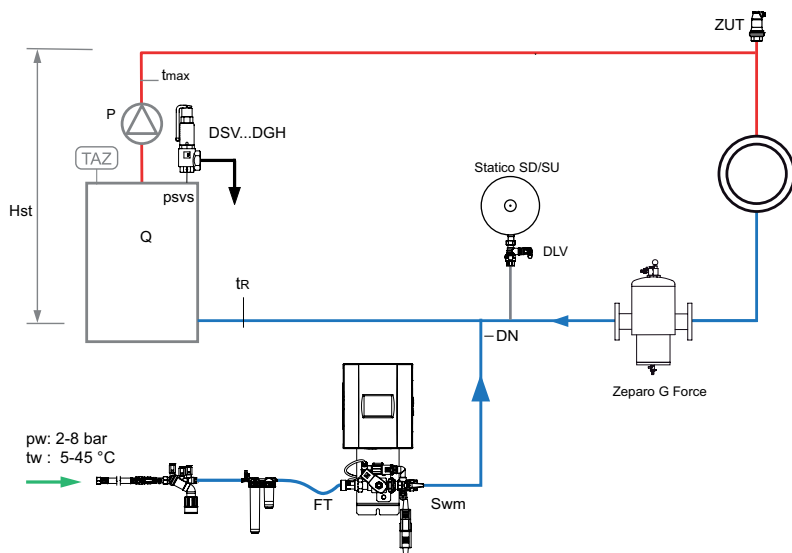 ZUT
tmax
P
DSV...DGH
TAZ
psvs
Statico SD/SU
Hst
Q
DLV
tR
DN
Zeparo G Force
pw: 2-8 bar
tw : 5-45 °C
FT
Swm